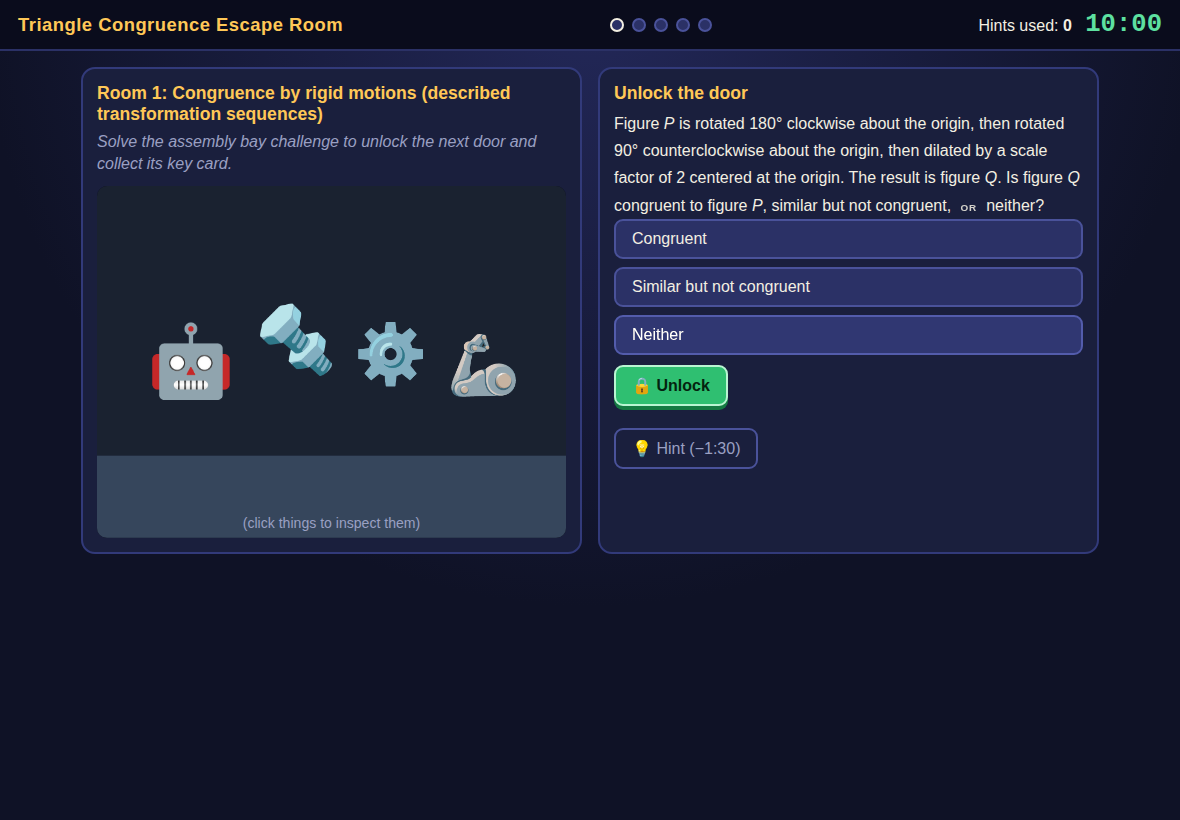 Triangle Congruence Escape Room
Hints used: 0 10:00
Room 1: Congruence by rigid motions (described
transformation sequences)
Solve the assembly bay challenge to unlock the next door and
collect its key card.
(click things to inspect them)
Unlock the door
Figure P is rotated 180° clockwise about the origin, then rotated
90° counterclockwise about the origin, then dilated by a scale
factor of 2 centered at the origin. The result is figure Q. Is figure Q
congruent to figure P, similar but not congruent, OR neither?
Congruent
Similar but not congruent
Neither
🔒 Unlock
💡 Hint (−1:30)